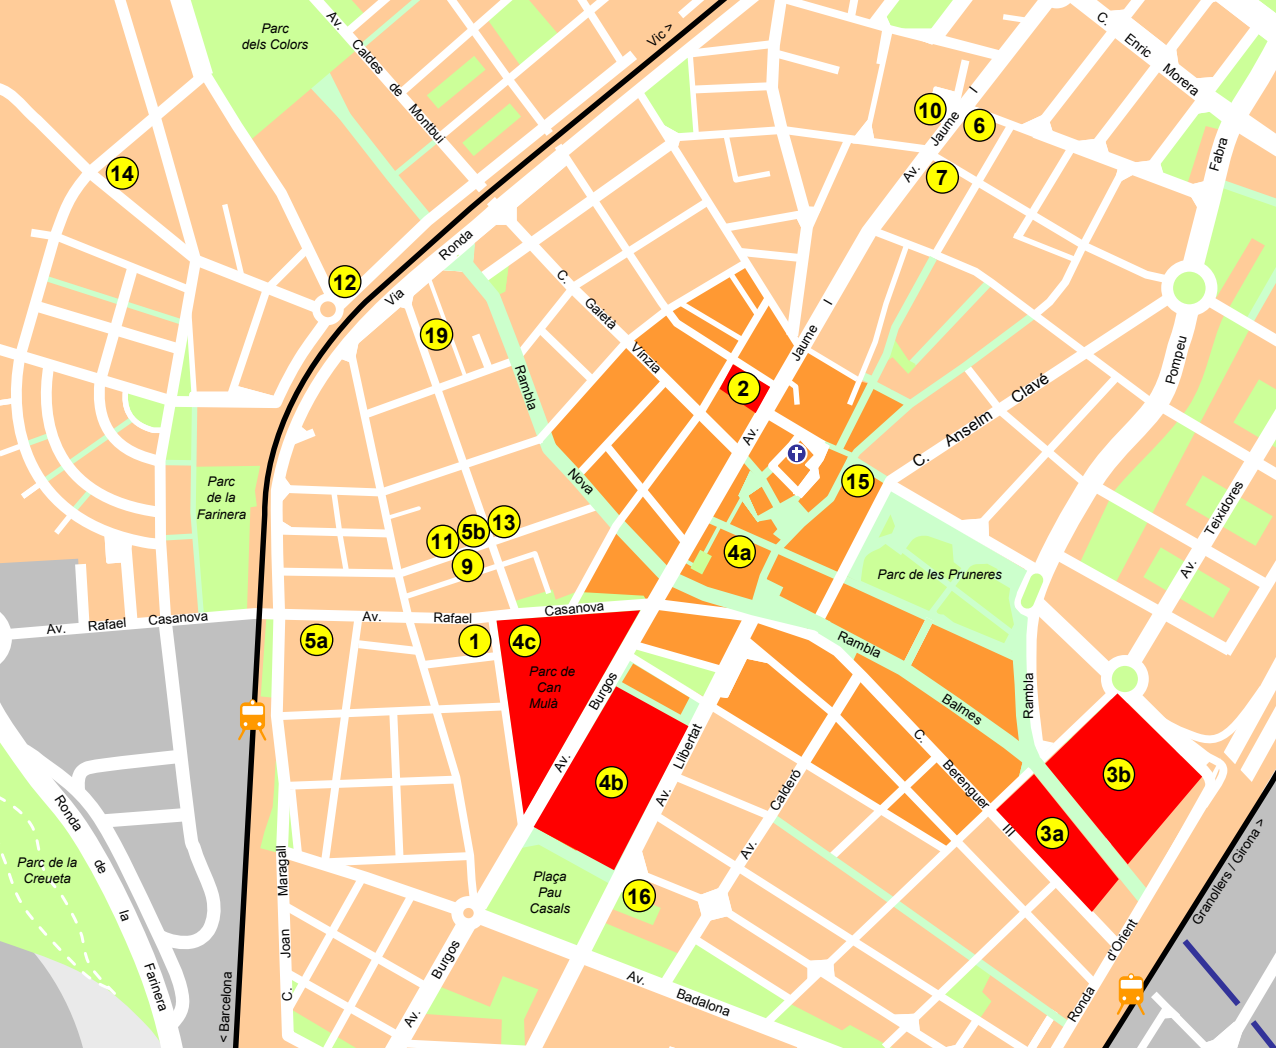 Parc
dels Colors
Av. Caldes de Montbui
Vic >
C. Enric Morera
10
6
Av. Jaume I
7
Fabra
14
12
Via Ronda
19
C. Gaietà Vinzia
Rambla
Nova
2
Av. Jaume I
Pompeu
C. Anselm Clavé
15
Parc
de la
Farinera
11
5b
13
9
4a
Parc de les Pruneres
Av. Teixidores
Av. Rafael Casanova
Av. Rafael Casanova
5a
1
4c
Parc de
Can
Mulà
Rambla
Balmes
Rambla
Av. Burgos
4b
Av. Llibertat
Av. Calderó
C. Berenguer III
3b
3a
Ronda de la Farinera
Parc de la
Creueta
C. Joan Maragall
Plaça
Pau
Casals
16
Av. Burgos
Av. Badalona
Ronda d'Orient
Granollers / Girona >
< Barcelona